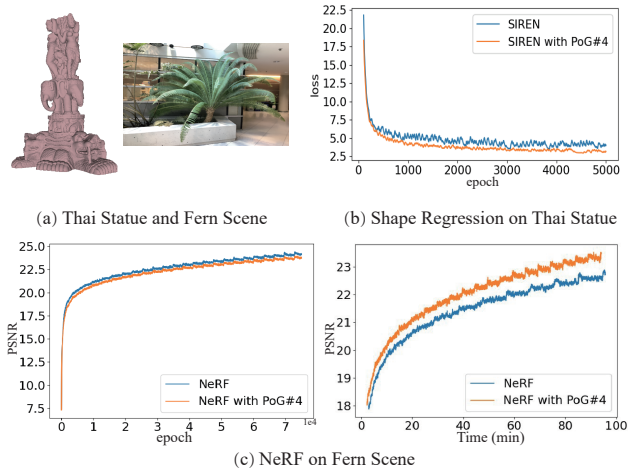 22.5
20.0
17.5
15.0
12.5
10.0
7.5
5.0
2.5
loss
SIREN
SIREN with PoG#4
0 1000 2000 3000 4000 5000
epoch
(a) Thai Statue and Fern Scene
(b) Shape Regression on Thai Statue
25.0
22.5
20.0
17.5
15.0
12.5
10.0
7.5
PSNR
NeRF
NeRF with PoG#4
0 1 2 3 4 5 6 7
1e4
epoch
23
22
21
20
19
18
PSNR
NeRF
NeRF with PoG#4
0 20 40 60 80 100
Time (min)
(c) NeRF on Fern Scene